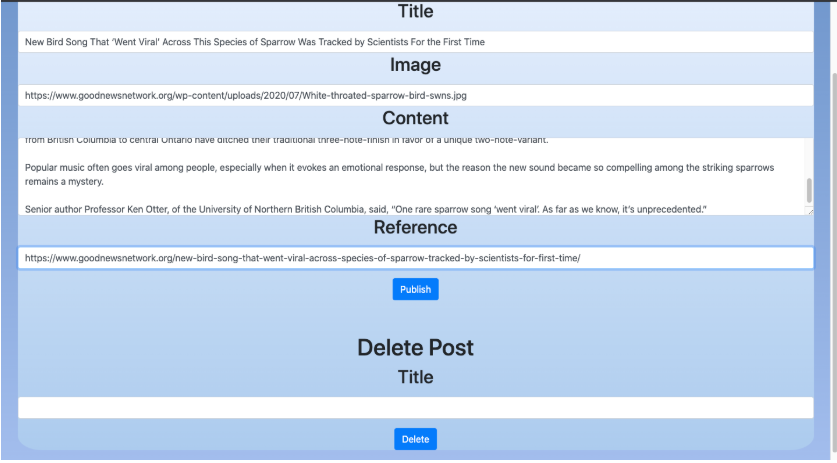 Title
New Bird Song That ‘Went Viral’ Across This Species of Sparrow Was Tracked by Scientists For the First Time
Image
https://www.goodnewsnetwork.org/wp-content/uploads/2020/07/White-throated-sparrow-bird-swns.jpg
Content
from British Columbia to central Ontario have ditched their traditional three-note-finish in favor of a unique two-note-variant.
Popular music often goes viral among people, especially when it evokes an emotional response, but the reason the new sound became so compelling among the striking sparrows
remains a mystery.
Senior author Professor Ken Otter, of the University of Northern British Columbia, said, “One rare sparrow song ‘went viral’. As far as we know, it’s unprecedented.”
Reference
https://www.goodnewsnetwork.org/new-bird-song-that-went-viral-across-species-of-sparrow-tracked-by-scientists-for-first-time/
Publish
Delete Post
Title
Delete